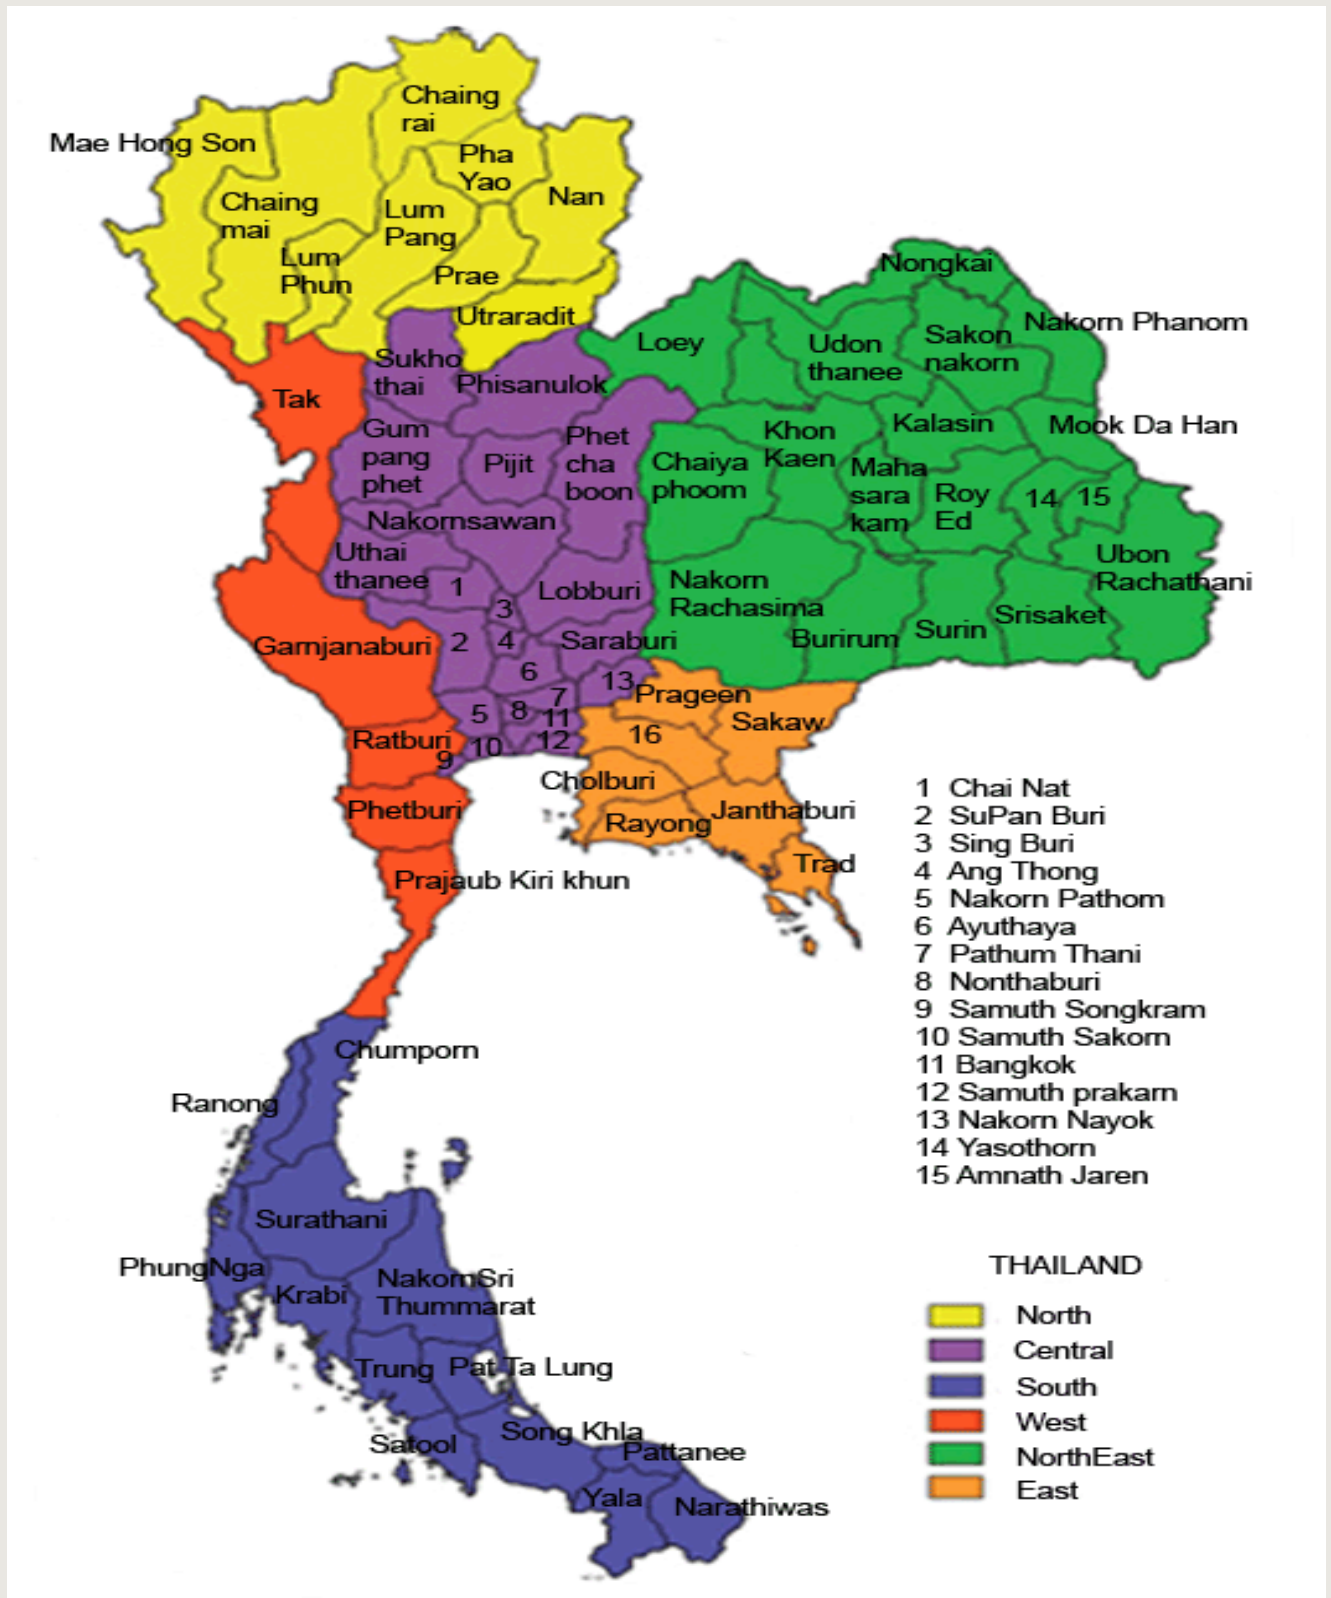 Chaing
rai
Mae Hong Son
Pha
Yao
Nan
Chaing
mai
Lum
Pang
Lum
Phun
Prae
Utraradit
Nongkai
Nakorn Phanom
Loey
Udon
thanee
Sakon
nakorn
Sukho
thai
Phisanulok
Tak
Gum
pang
phet
Pijit
Phet
cha
boon
Chaiya
phoom
Khon
Kaen
Kalasin
Mook Da Han
Maha
sara
kam
Roy
Ed
14
15
Nakornsawan
Uthai
thanee
1
3
Lobburi
Nakorn
Rachasima
Ubon
Rachathani
Burirum
Surin
Srisaket
Garnjanaburi
2
4
Saraburi
6
13
7
5
8
11
10
12
9
Prageen
Sakaw
16
Ratburi
Cholburi
Phetburi
Rayong
Janthaburi
Trad
Prajaub Kiri khun
1 Chai Nat
2 SuPan Buri
3 Sing Buri
4 Ang Thong
5 Nakorn Pathom
6 Ayuthaya
7 Pathum Thani
8 Nonthaburi
9 Samuth Songkram
10 Samuth Sakorn
11 Bangkok
12 Samuth prakarn
13 Nakorn Nayok
14 Yasothorn
15 Amnath Jaren
Chumporn
Ranong
Surathani
PhungNga
Krabi
NakornSri
Thummarat
Trung
Pat Ta Lung
Song Khla
Satool
Pattanee
Yala
Narathiwas
THAILAND
North
Central
South
West
NorthEast
East